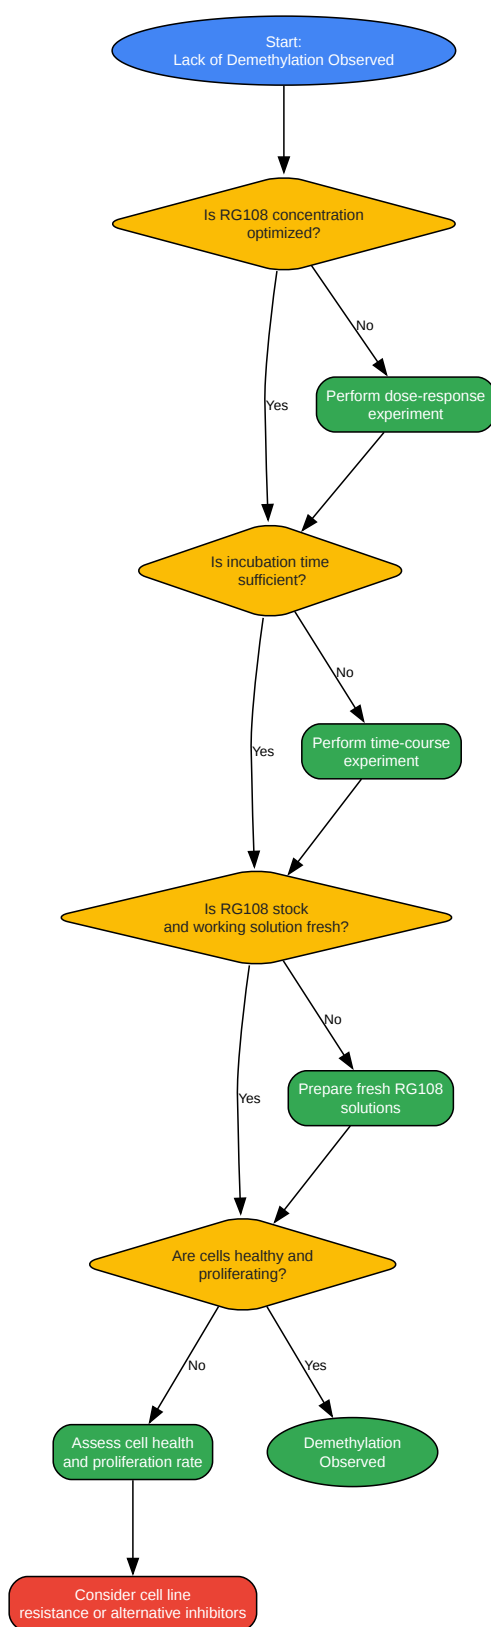 Start:
Lack of Demethylation Observed
Is RG108 concentration
optimized?
No
Perform dose-response
experiment
Yes
Is incubation time
sufficient?
No
Perform time-course
experiment
Yes
Is RG108 stock
and working solution fresh?
No
Prepare fresh RG108
solutions
Yes
Are cells healthy and
proliferating?
No
Yes
Assess cell health
and proliferation rate
Demethylation
Observed
Consider cell line
resistance or alternative inhibitors